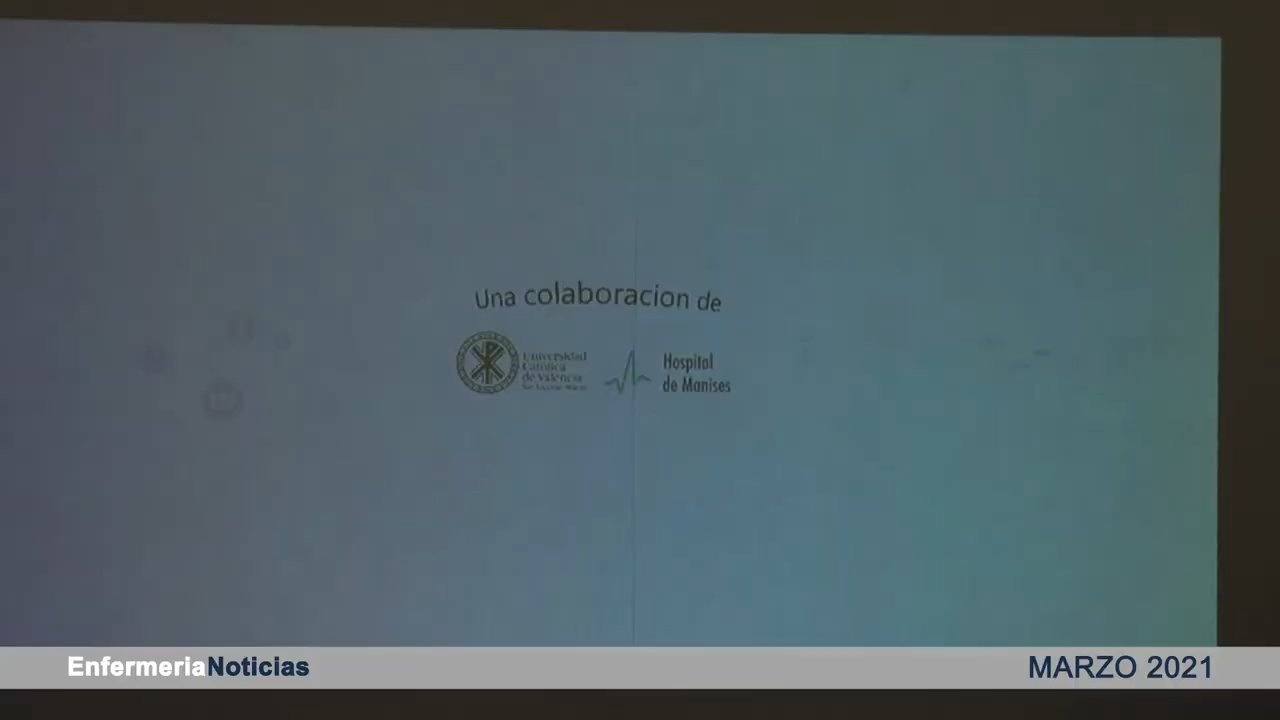 Una colaboracion de
Universidad
Católica
de Valencia
Hospital
de Manises
EnfermeriaNoticias
MARZO 2021